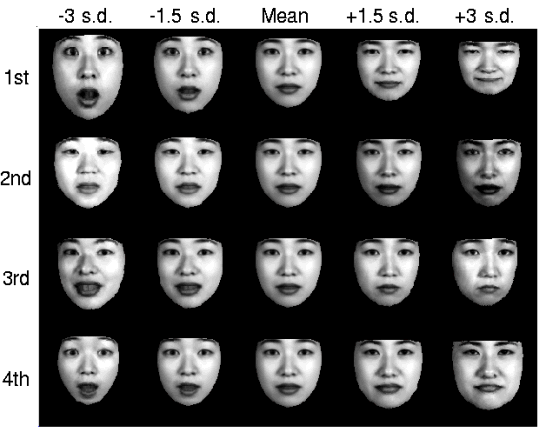 -3 s.d. -1.5 s.d. Mean +1.5 s.d. +3 s.d.
1st
2nd
3rd
4th